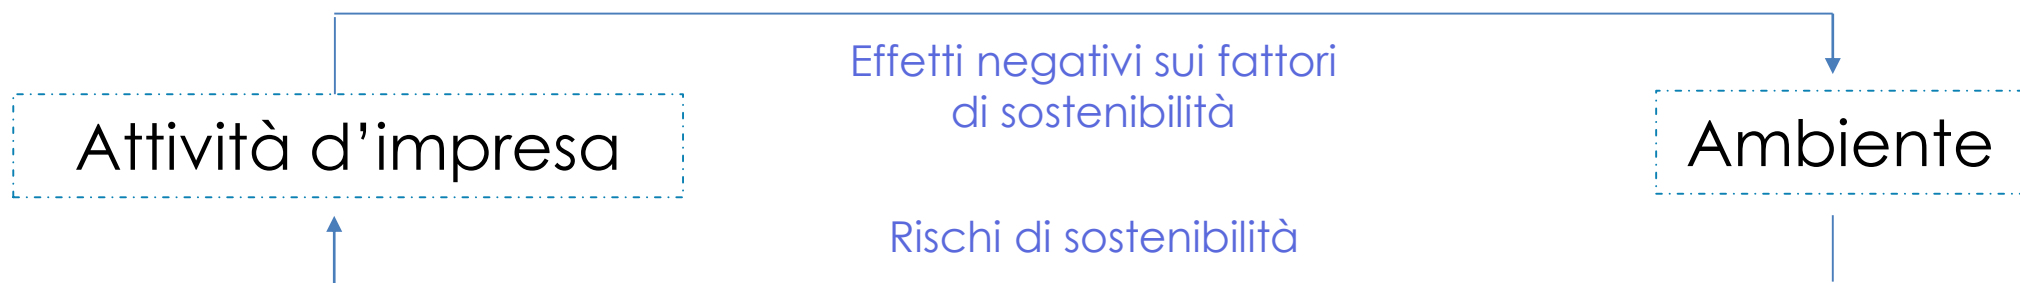 Effetti negativi sui fattori
di sostenibilità
Attività d’impresa
Ambiente
Rischi di sostenibilità